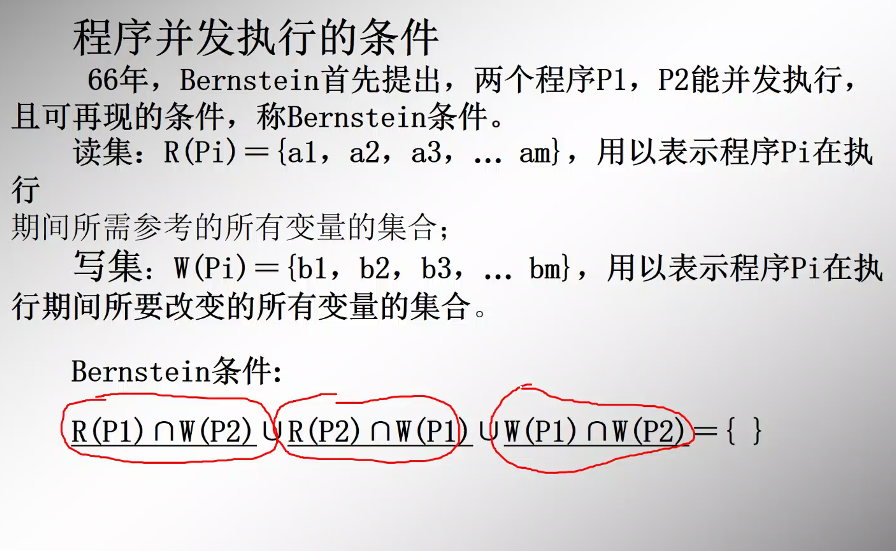 程序并发执行的条件
66年，Bernstein首先提出，两个程序P1，P2能并发执行，
且可再现的条件，称Bernstein条件。
读集：R(Pi)＝{a1，a2，a3，… am}，用以表示程序Pi在执
行
期间所需参考的所有变量的集合；
写集：W(Pi)＝{b1，b2，b3，… bm}，用以表示程序Pi在执
行期间所要改变的所有变量的集合。
Bernstein条件：
R(P1)∩W(P2)∪R(P2)∩W(P1)∪W(P1)∩W(P2)＝{ }